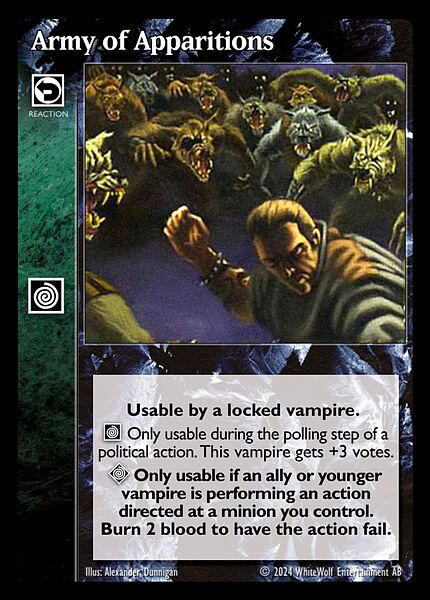 Army of Apparitions
REACTION
Usable by a locked vampire.
Only usable during the polling step of a
political action. This vampire gets +3 votes.
Only usable if an ally or younger
vampire is performing an action
directed at a minion you control.
Burn 2 blood to have the action fail.
Illus: Alexander Dunnigan
© 2024 WhiteWolf Entertainment AB